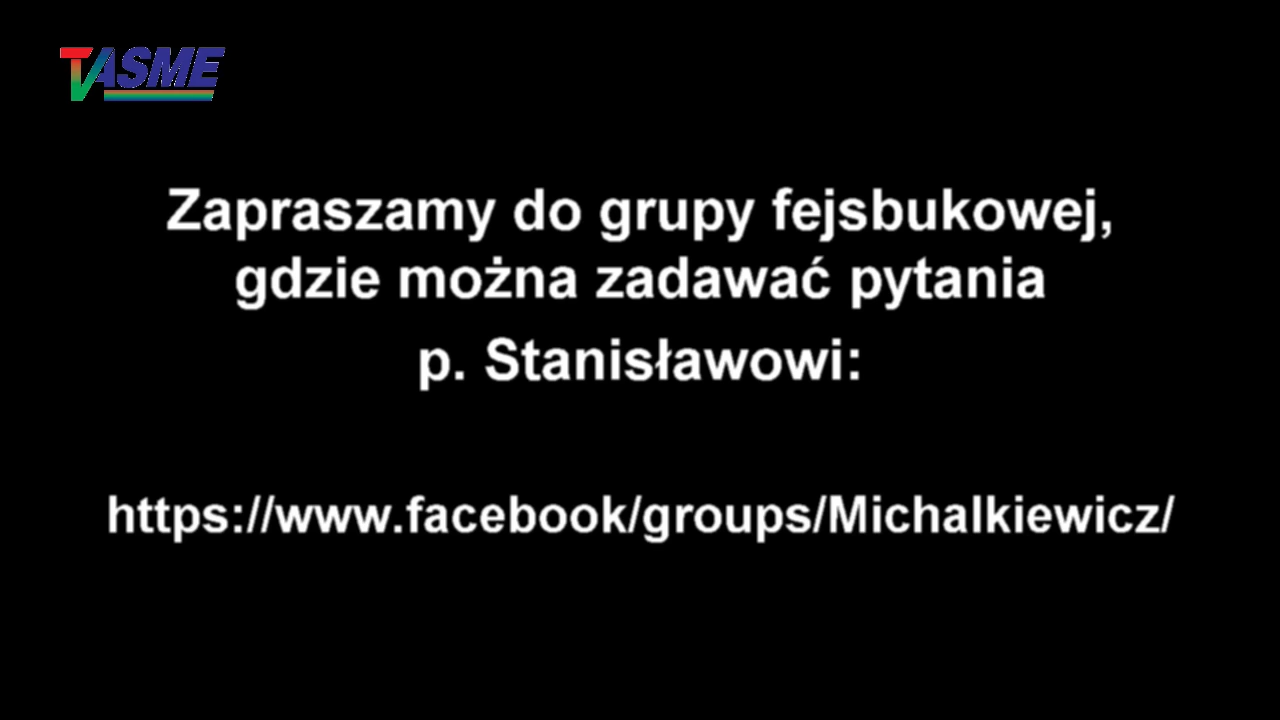 TASME
Zapraszamy do grupy fejsbukowej,
gdzie można zadawać pytania
p. Stanisławowi:
https://www.facebook/groups/Michalkiewicz/